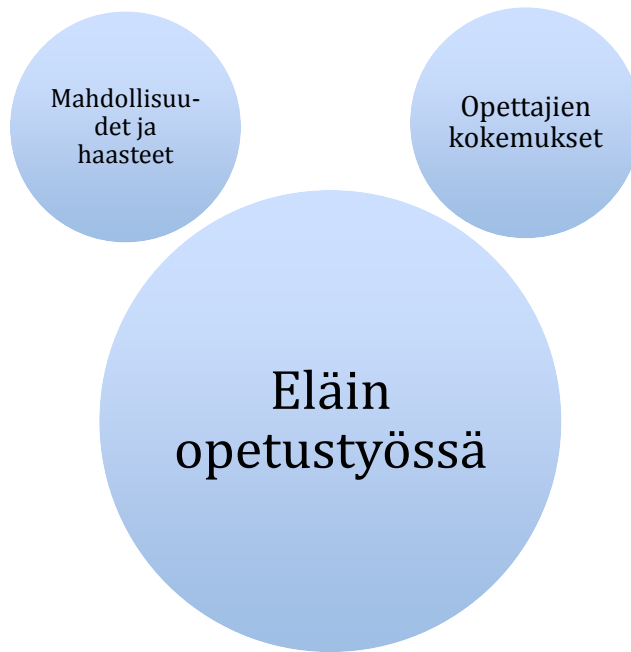 Mahdollisuu-
det ja
haasteet
Opettajien
kokemukset
Eläin
opetustyössä